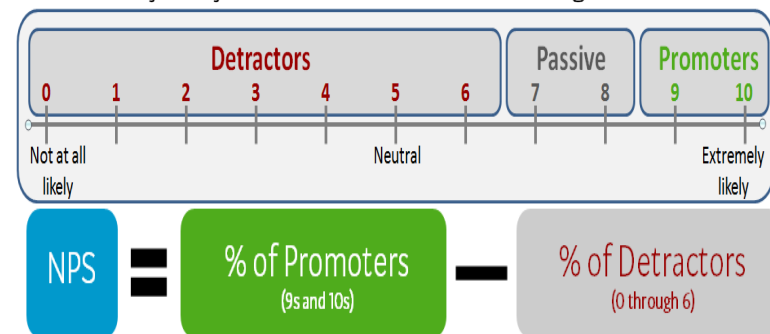 Detractors Passive Promoters
0 1 2 3 4 5 6 7 8 9 10
Not at all Neutral Extremely
likely likely
NPS = % of Promoters — % of Detractors
(9s and 10s) (0 through 6)